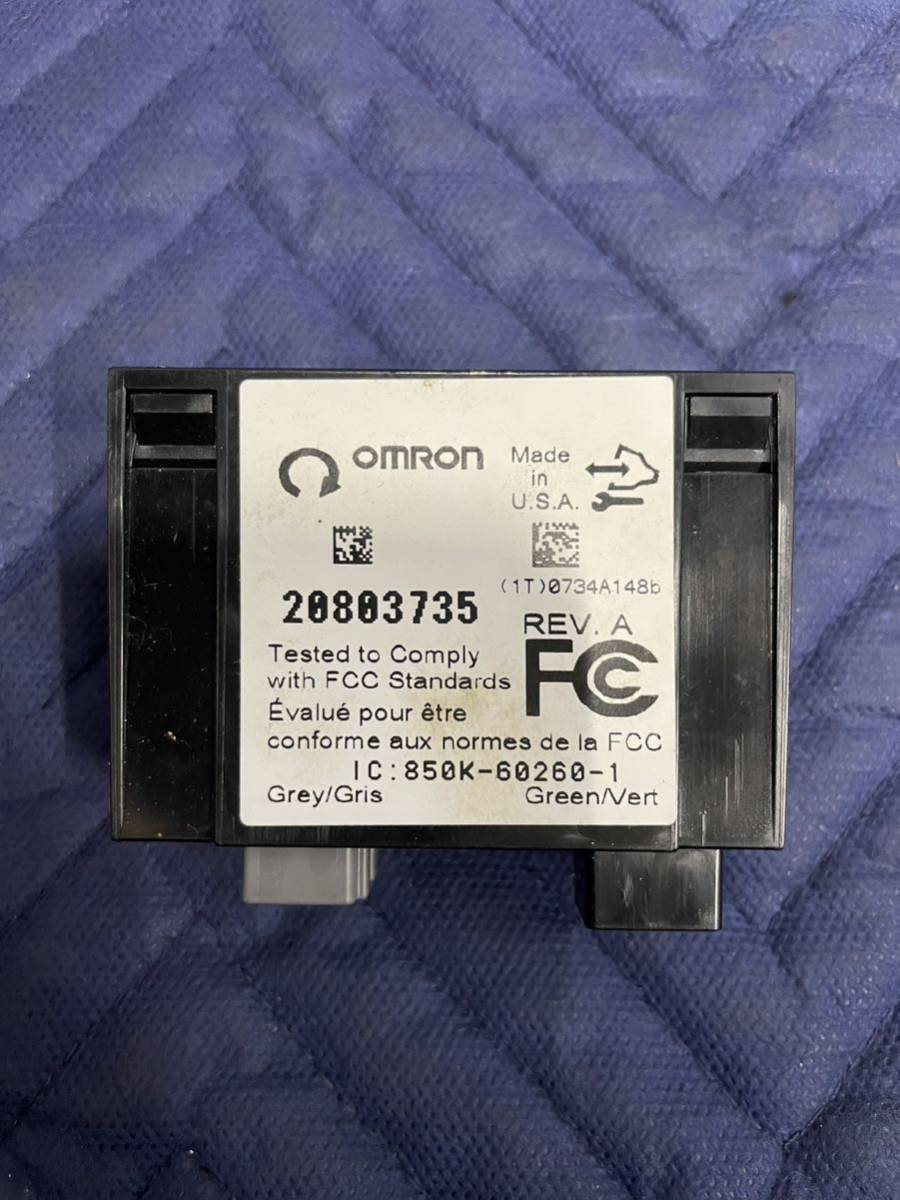 omron
Made
in
U.S.A.
(1T)0734A148b
20803735
REV. A
FC
Tested to Comply
with FCC Standards
Évalué pour être
conforme aux normes de la FCC
IC:850K-60260-1
Grey/Gris Green/Vert